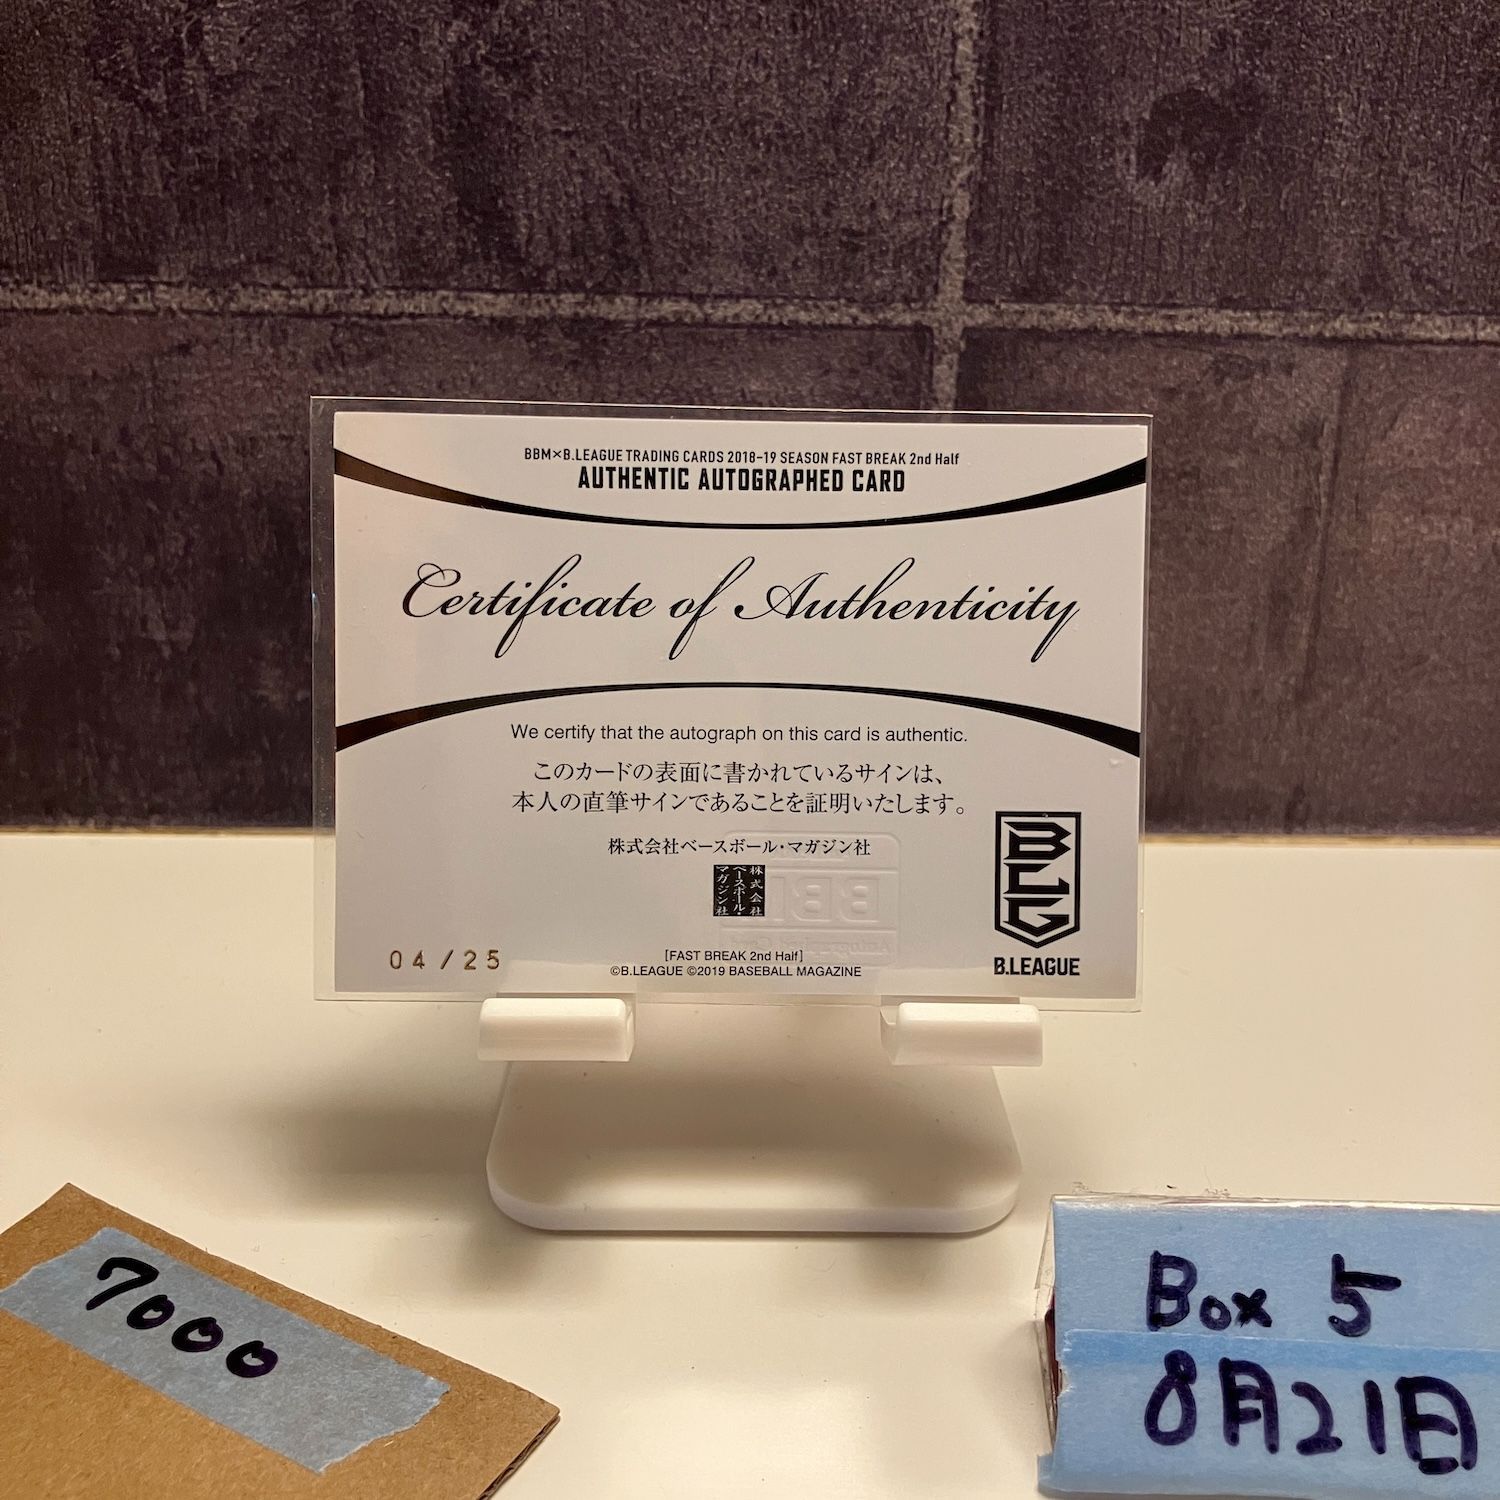 BBM×B.LEAGUE TRADING CARDS 2018-19 SEASON FAST BREAK 2nd Half
AUTHENTIC AUTOGRAPHED CARD
Certificate of Authenticity
We certify that the autograph on this card is authentic.
このカードの表面に書かれているサインは、
本人の直筆サインであることを証明いたします。
株式会社ベースボール・マガジン社
株式会社
ベースボール・
マガジン社
BLG
B.LEAGUE
04/25
[FAST BREAK 2nd Half]
©B.LEAGUE ©2019 BASEBALL MAGAZINE
7000
Box 5
8月21日